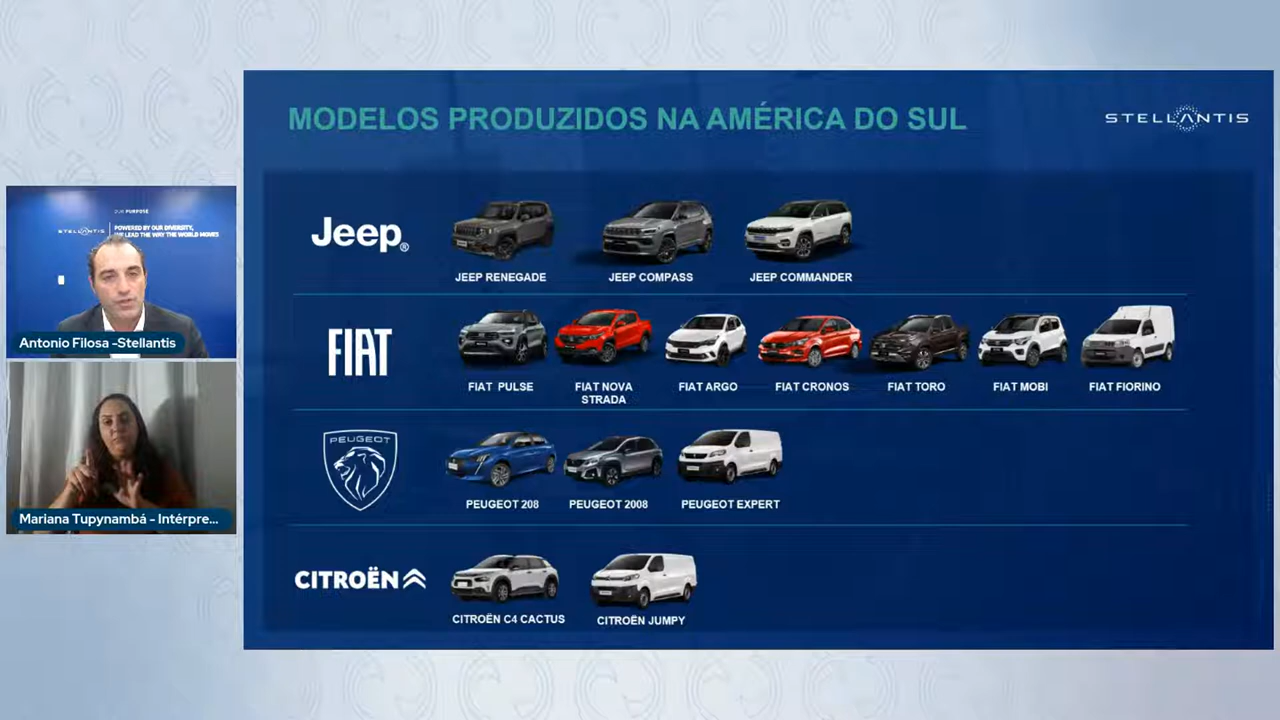 MODELOS PRODUZIDOS NA AMÉRICA DO SUL
STELLANTIS
OUR PURPOSE
STELLANTIS
POWERED BY OUR DIVERSITY,
WE LEAD THE WAY THE WORLD MOVES
Antonio Filosa -Stellantis
Mariana Tupynambá - Intérpre...
Jeep®
JEEP RENEGADE
JEEP COMPASS
JEEP COMMANDER
FIAT
FIAT PULSE
FIAT NOVA
STRADA
FIAT ARGO
FIAT CRONOS
FIAT TORO
FIAT MOBI
FIAT FIORINO
PEUGEOT
PEUGEOT 208
PEUGEOT 2008
PEUGEOT EXPERT
CITROËN
CITROËN C4 CACTUS
CITROËN JUMPY